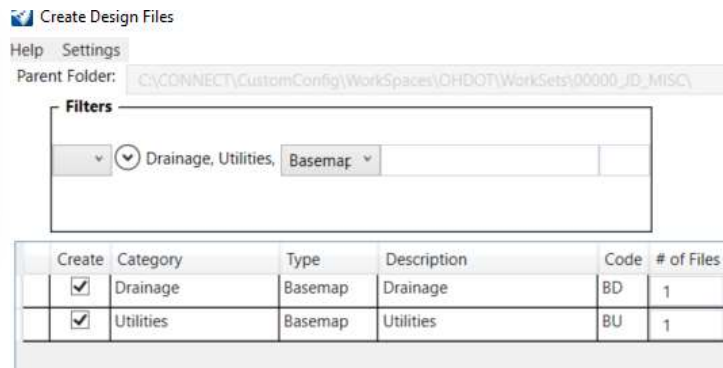 Create Design Files
Help Settings
Parent Folder: C:\CONNECT\CustomConfig\WorkSpaces\OHDOT\WorkSets\00000_JD_MISC\
Filters
Drainage, Utilities, Basemap
Create Category Type Description Code # of Files
Drainage Basemap Drainage BD 1
Utilities Basemap Utilities BU 1